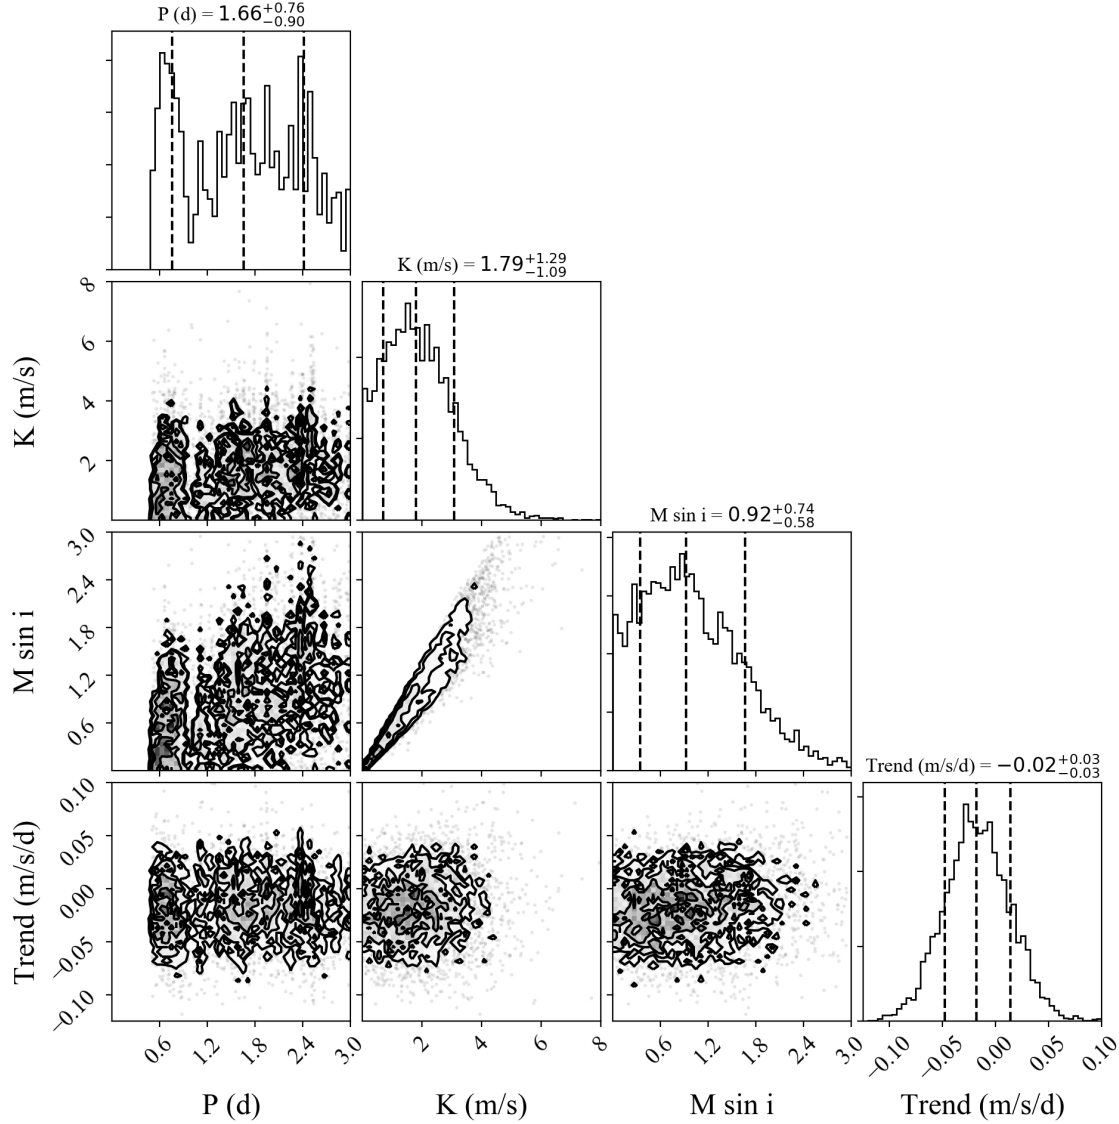 P (d) = 1.66+0.76−0.90
K (m/s) = 1.79+1.29−1.09
8
6
4
2
K (m/s)
M sin i = 0.92+0.74−0.58
3.0
2.4
1.8
1.2
0.6
M sin i
Trend (m/s/d) = −0.02+0.03−0.03
0.10
0.05
0.00
−0.05
−0.10
Trend (m/s/d)
0.6 1.2 1.8 2.4 3.0
2 4 6 8
0.6 1.2 1.8 2.4 3.0
−0.10 −0.05 0.00 0.05 0.10
P (d) K (m/s) M sin i Trend (m/s/d)